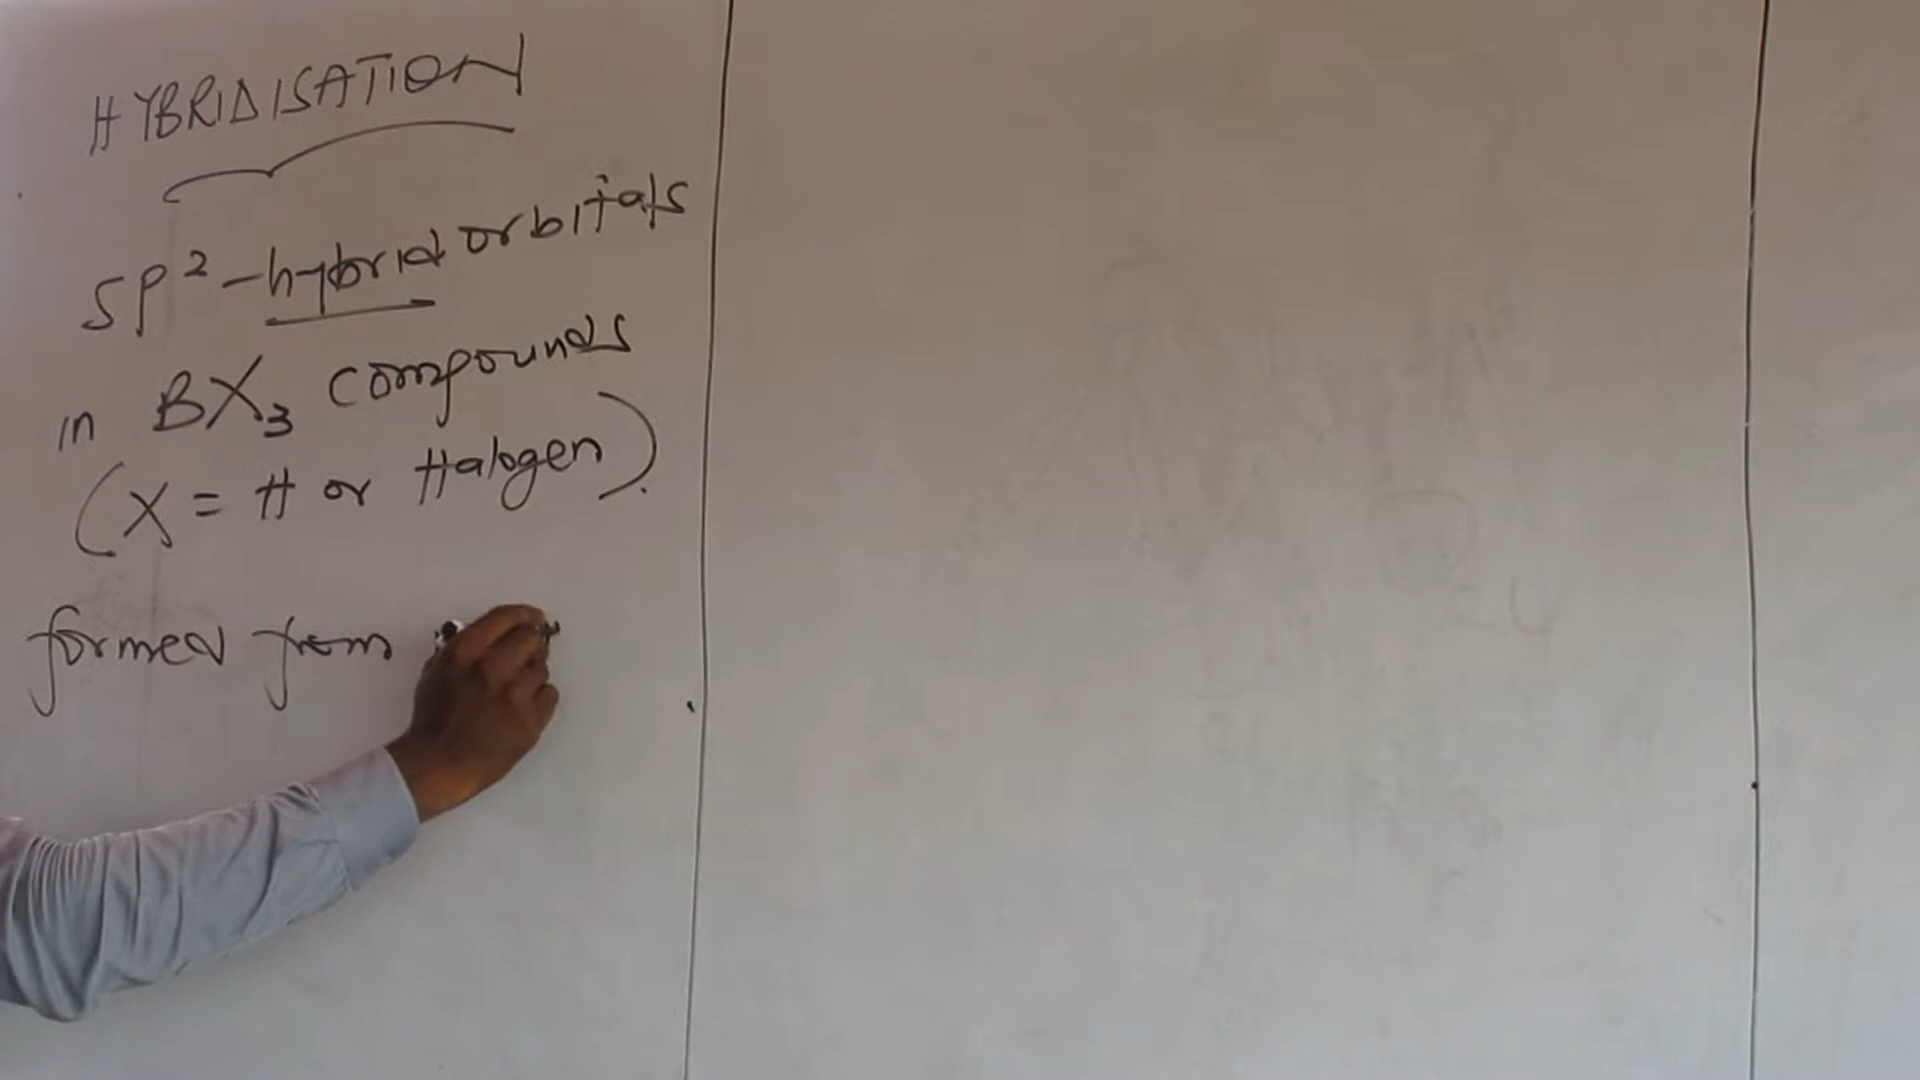 HYBRIDISATION
SP² - hybrid orbitals
in BX₃ compounds
(X = H or Halogen).
formed from